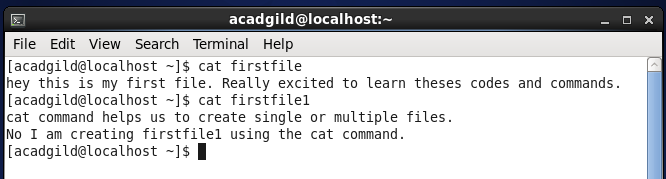 acadgild@localhost:~
File Edit View Search Terminal Help
[acadgild@localhost ~]$ cat firstfile
hey this is my first file. Really excited to learn theses codes and commands.
[acadgild@localhost ~]$ cat firstfile1
cat command helps us to create single or multiple files.
No I am creating firstfile1 using the cat command.
[acadgild@localhost ~]$